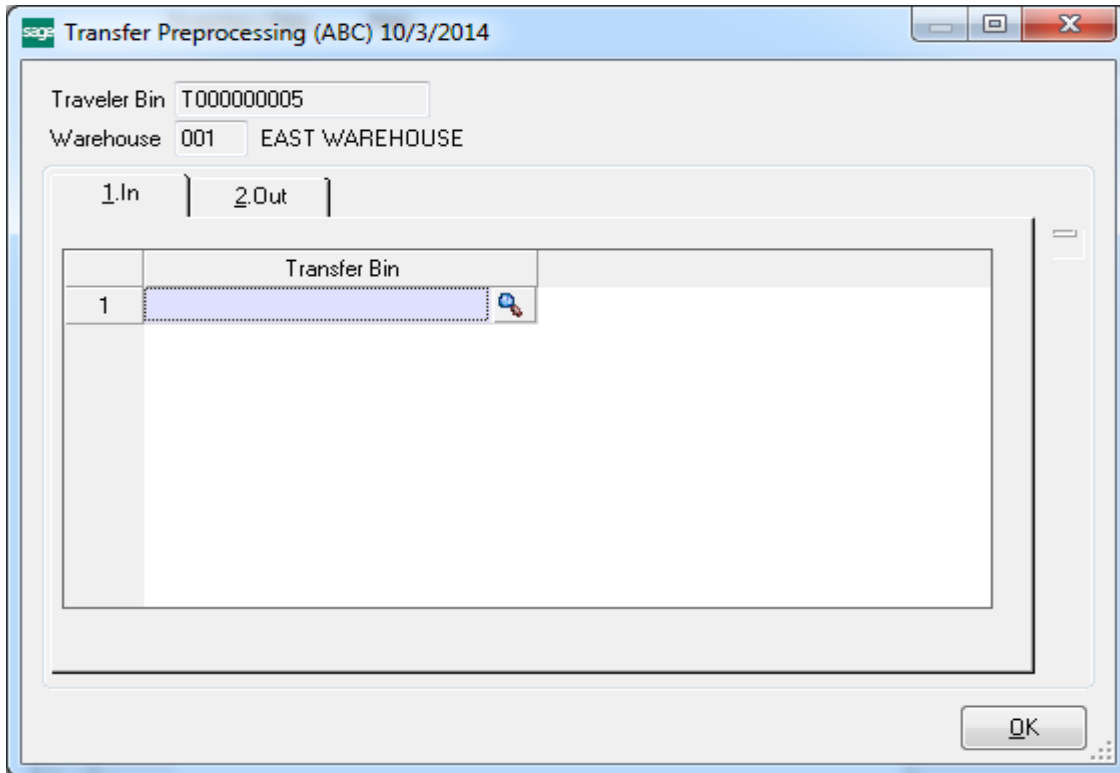 sage Transfer Preprocessing (ABC) 10/3/2014
Traveler Bin T000000005
Warehouse 001 EAST WAREHOUSE
1.In 2.Out
Transfer Bin
1
OK